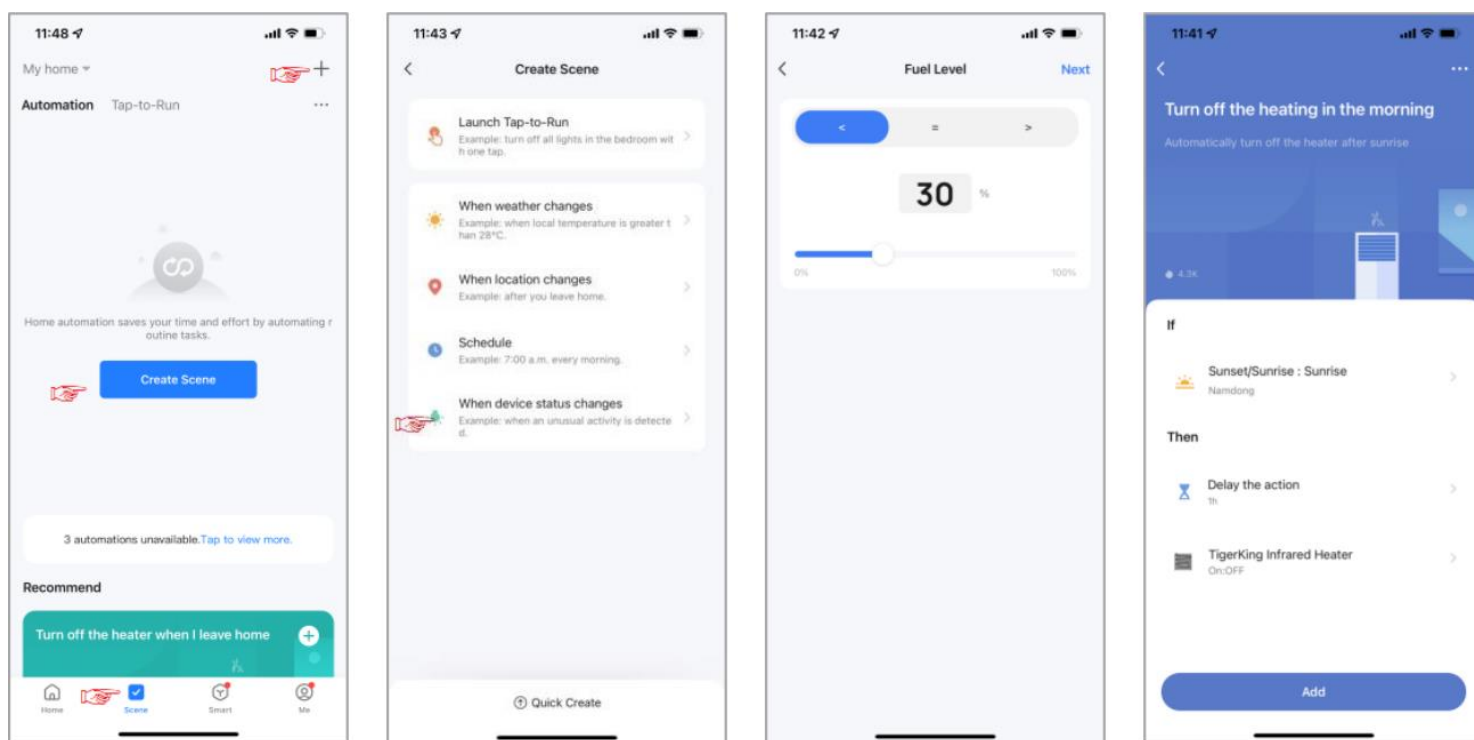 11:48
My home
Automation Tap-to-Run
Home automation saves your time and effort by automating r
outine tasks.
Create Scene
3 automations unavailable.Tap to view more.
Recommend
Turn off the heater when I leave home
Home
Scene
Smart
Me
11:43
Create Scene
Launch Tap-to-Run
Example: turn off all lights in the bedroom wit
h one tap.
When weather changes
Example: when local temperature is greater t
han 28°C.
When location changes
Example: after you leave home.
Schedule
Example: 7:00 a.m. every morning.
When device status changes
Example: when an unusual activity is detecte
d.
Quick Create
11:42
Fuel Level
Next
< = >
30 %
0% 100%
11:41
Turn off the heating in the morning
Automatically turn off the heater after sunrise
4.3K
If
Sunset/Sunrise : Sunrise
Namdong
Then
Delay the action
1h
TigerKing Infrared Heater
On:OFF
Add